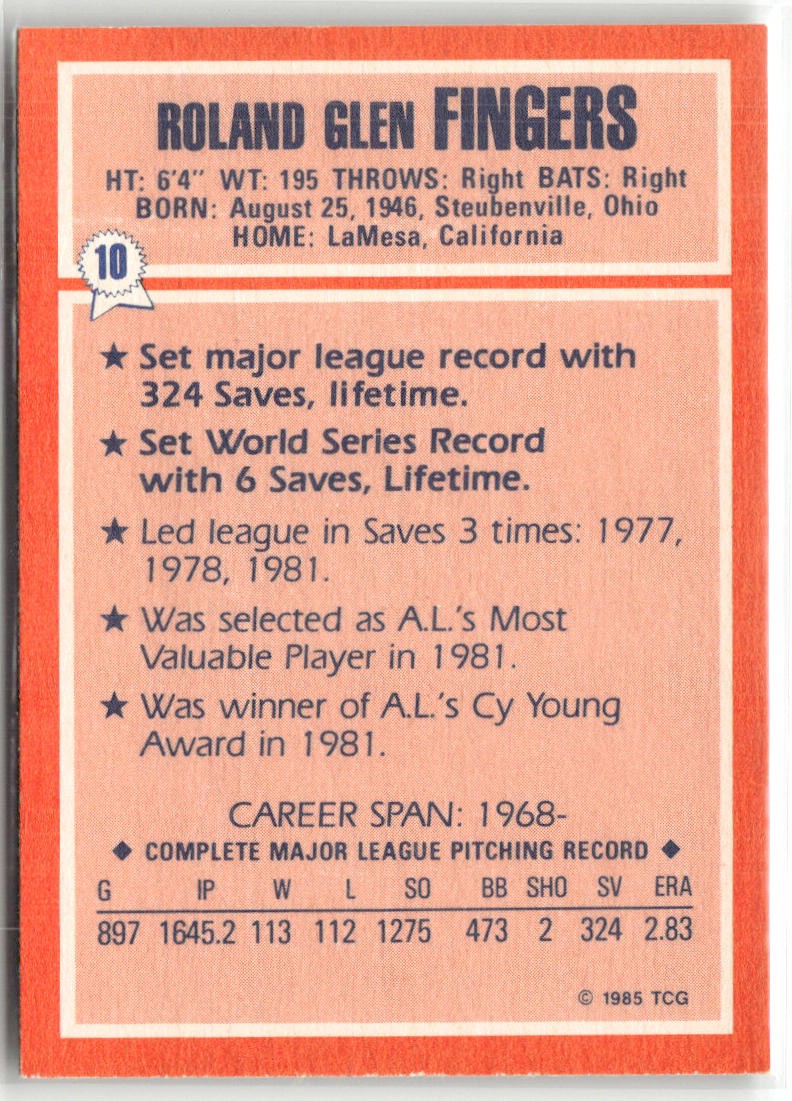 ROLAND GLEN FINGERS
HT: 6'4" WT: 195 THROWS: Right BATS: Right
BORN: August 25, 1946, Steubenville, Ohio
HOME: LaMesa, California
10
★ Set major league record with
324 Saves, lifetime.
★ Set World Series Record
with 6 Saves, Lifetime.
★ Led league in Saves 3 times: 1977,
1978, 1981.
★ Was selected as A.L.'s Most
Valuable Player in 1981.
★ Was winner of A.L.'s Cy Young
Award in 1981.
CAREER SPAN: 1968-
◆ COMPLETE MAJOR LEAGUE PITCHING RECORD ◆
G IP W L SO BB SHO SV ERA
897 1645.2 113 112 1275 473 2 324 2.83
© 1985 TCG